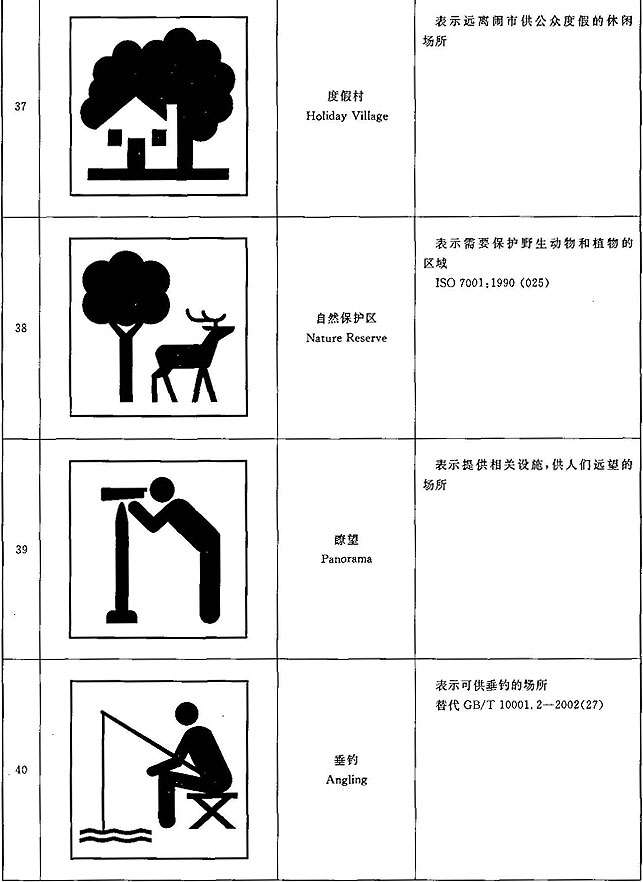 37
度假村
Holiday Village
表示远离闹市供公众度假的休闲
场所
38
自然保护区
Nature Reserve
表示需要保护野生动物和植物的
区域
ISO 7001:1990 (025)
39
瞭望
Panorama
表示提供相关设施,供人们远望的
场所
40
垂钓
Angling
表示可供垂钓的场所
替代 GB/T 10001.2—2002(27)